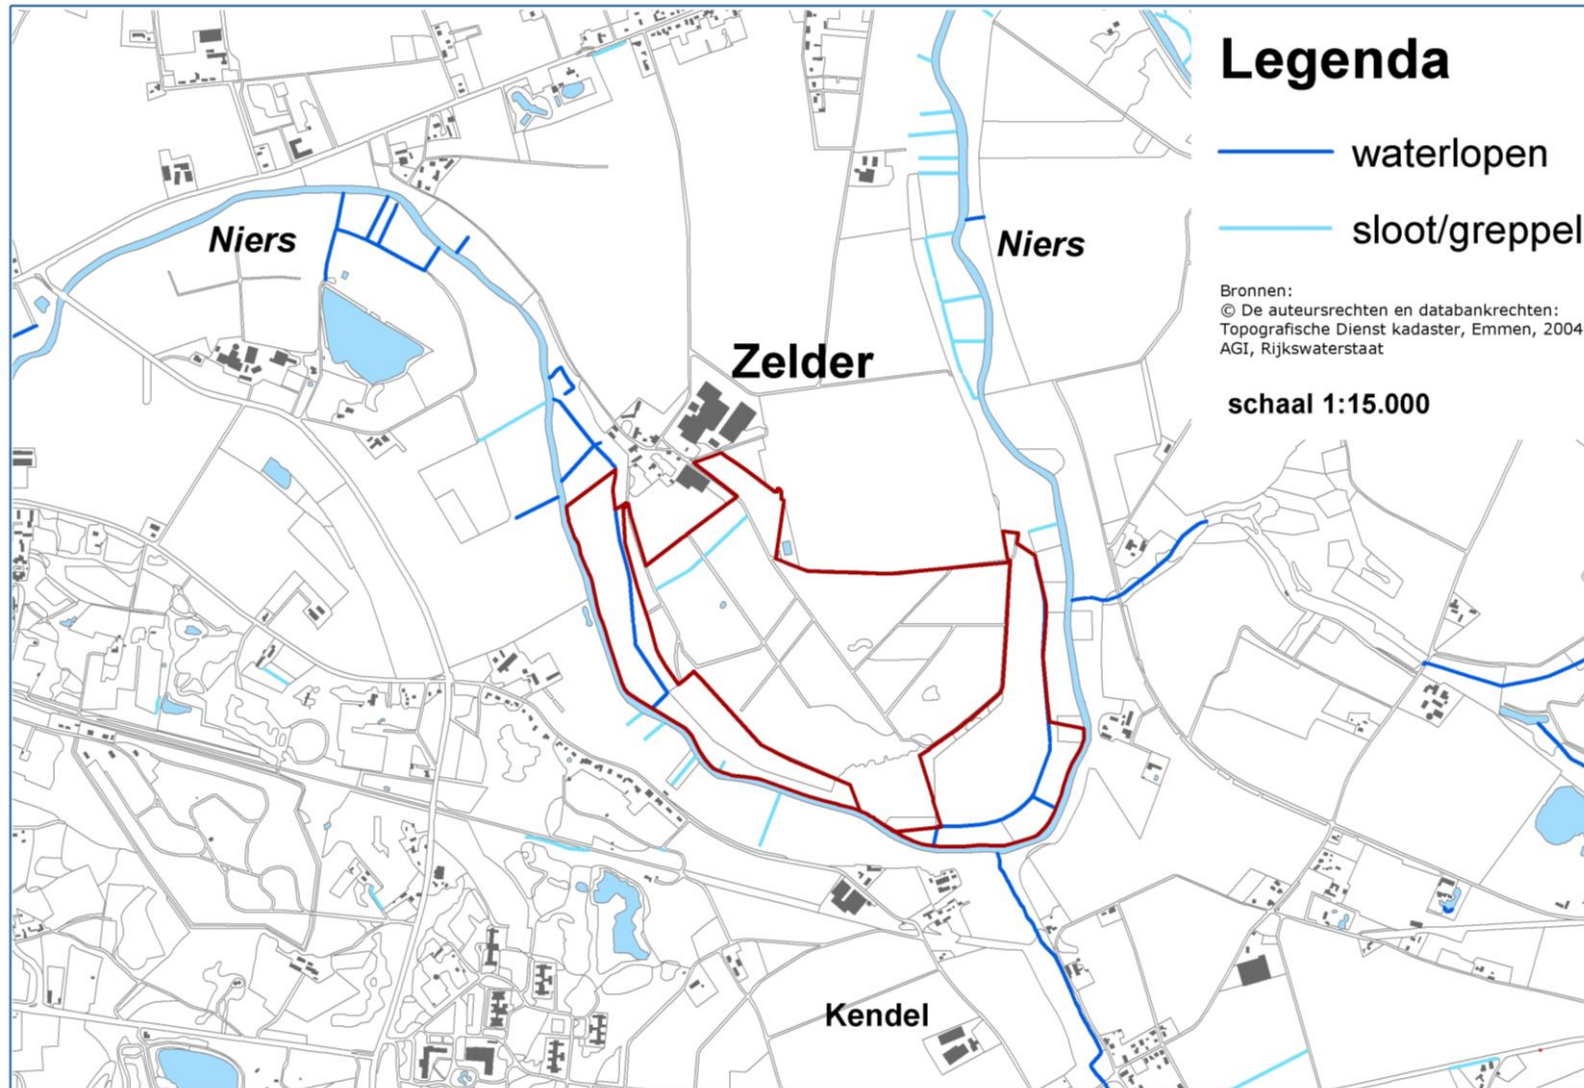 Legenda
waterlopen
sloot/greppel
Niers
Niers
Bronnen:
© De auteursrechten en databankrechten:
Topografische Dienst kadaster, Emmen, 2004
AGI, Rijkswaterstaat
Zelder
schaal 1:15.000
Kendel